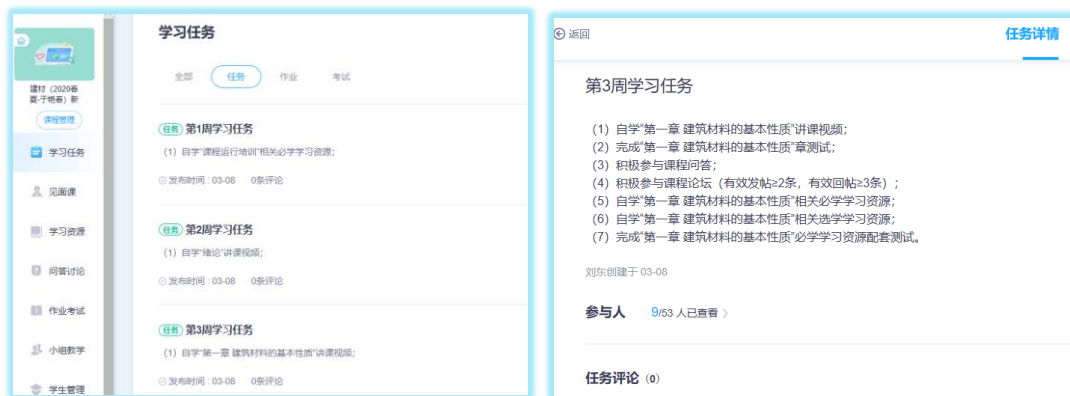 建材（2020春
夏-于艳春）新
课程管理
学习任务
见面课
学习资源
问答讨论
作业考试
小组教学
学生管理
学习任务
全部 任务 作业 考试
任务 第1周学习任务
（1）自学“课程运行培训”相关必学学习资源；
发布时间：03-08 0条评论
任务 第2周学习任务
（1）自学“绪论”讲课视频；
发布时间：03-08 0条评论
任务 第3周学习任务
（1）自学“第一章 建筑材料的基本性质”讲课视频；
发布时间：03-08 0条评论
返回
任务详情
第3周学习任务
（1）自学“第一章 建筑材料的基本性质”讲课视频；
（2）完成“第一章 建筑材料的基本性质”章测试；
（3）积极参与课程问答；
（4）积极参与课程论坛（有效发帖≥2条，有效回帖≥3条）；
（5）自学“第一章 建筑材料的基本性质”相关必学学习资源；
（6）自学“第一章 建筑材料的基本性质”相关选学学习资源；
（7）完成“第一章 建筑材料的基本性质”必学学习资源配套测试。
刘东创建于 03-08
参与人 9/53 人已查看 〉
任务评论（0）